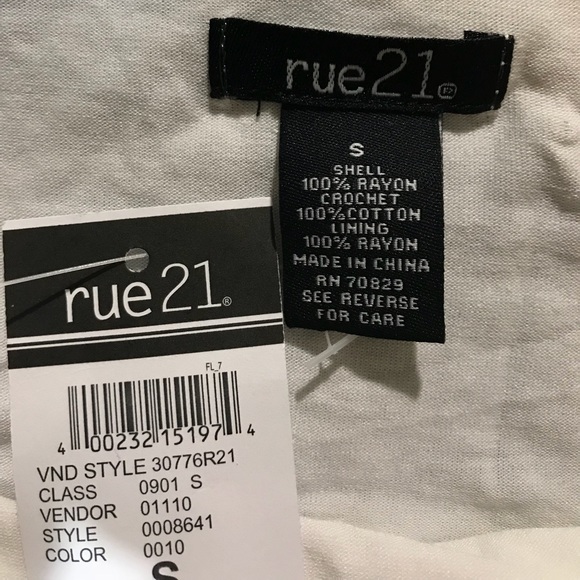 rue21®
S
SHELL
100% RAYON
CROCHET
100%COTTON
LINING
100% RAYON
MADE IN CHINA
RN 70829
SEE REVERSE
FOR CARE
rue21®
FL_7
4 00232 15197 4
VND STYLE 30776R21
CLASS 0901 S
VENDOR 01110
STYLE 0008641
COLOR 0010
S